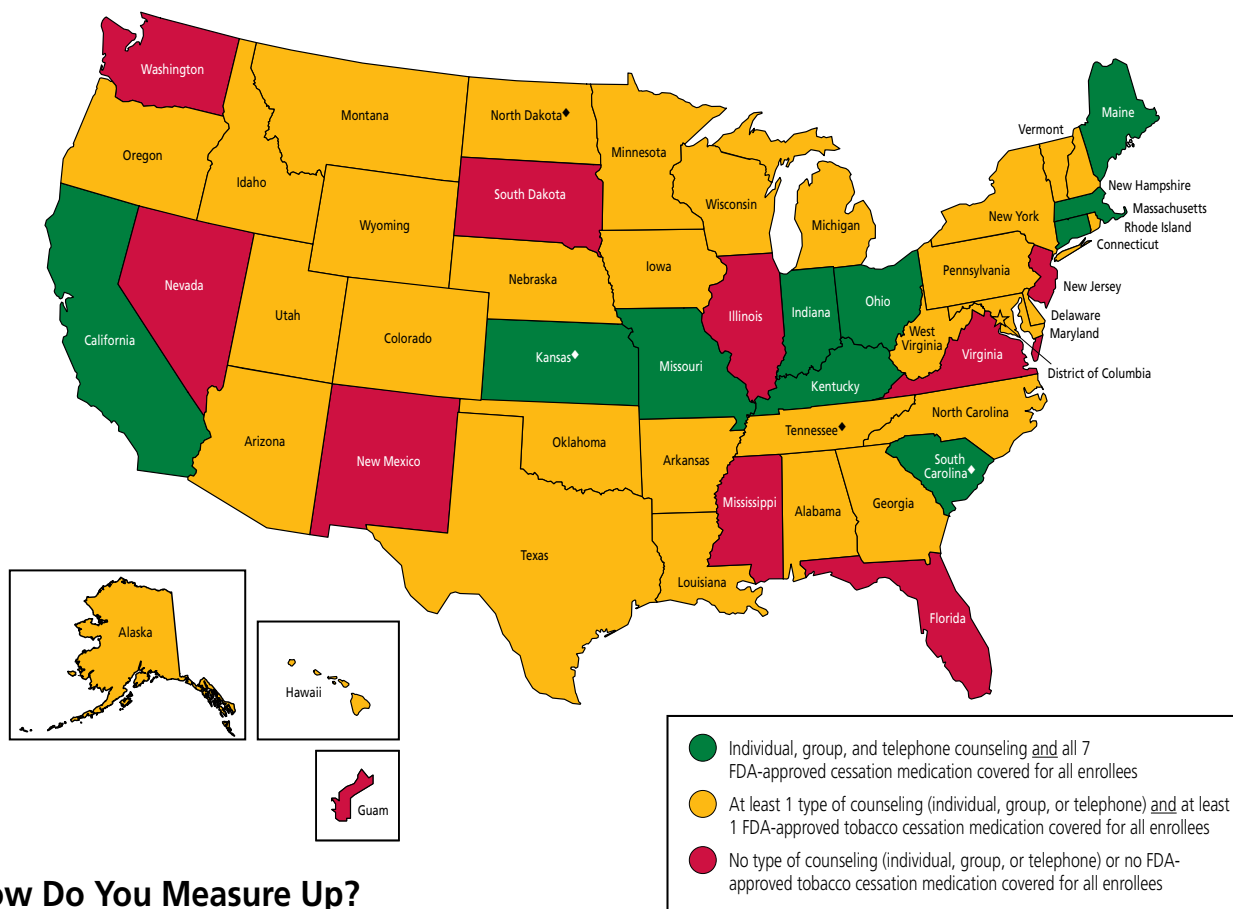 Washington
Maine
Montana
North Dakota♦
Vermont
Minnesota
Oregon
Idaho
South Dakota
Wisconsin
New Hampshire
Wyoming
New York
Massachusetts
Michigan
Rhode Island
Connecticut
Iowa
Pennsylvania
Nebraska
Nevada
New Jersey
Ohio
Utah
Illinois
Indiana
Delaware
California
Colorado
West
Virginia
Maryland
Kansas♦
Missouri
Virginia
District of Columbia
Kentucky
North Carolina
Tennessee♦
Arizona
Oklahoma
New Mexico
Arkansas
South
Carolina♦
Mississippi
Georgia
Alabama
Texas
Louisiana
Florida
Alaska
Hawaii
Guam
Individual, group, and telephone counseling and all 7
FDA-approved cessation medication covered for all enrollees
At least 1 type of counseling (individual, group, or telephone) and at least
1 FDA-approved tobacco cessation medication covered for all enrollees
No type of counseling (individual, group, or telephone) or no FDA-
approved tobacco cessation medication covered for all enrollees
ow Do You Measure Up?